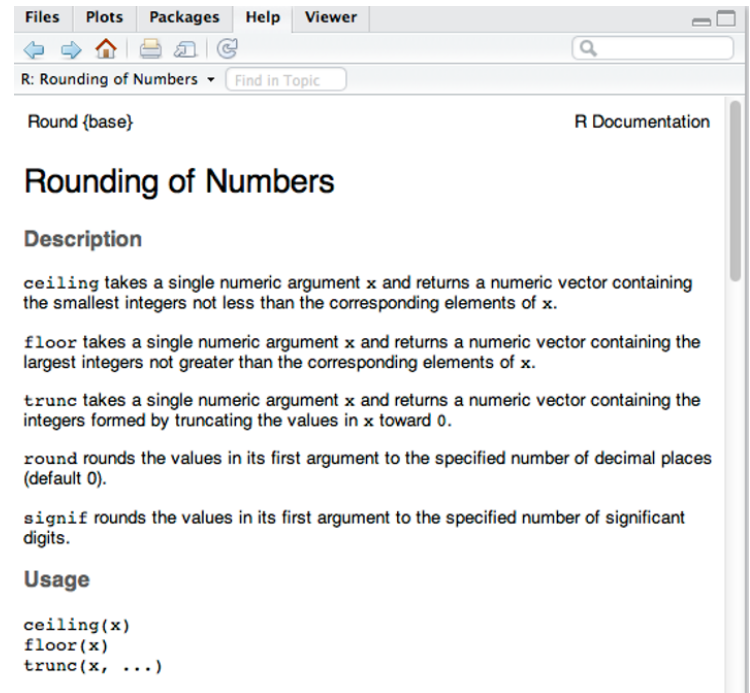 Files Plots Packages Help Viewer
R: Rounding of Numbers Find in Topic
Round {base} R Documentation
Rounding of Numbers
Description
ceiling takes a single numeric argument x and returns a numeric vector containing
the smallest integers not less than the corresponding elements of x.
floor takes a single numeric argument x and returns a numeric vector containing the
largest integers not greater than the corresponding elements of x.
trunc takes a single numeric argument x and returns a numeric vector containing the
integers formed by truncating the values in x toward 0.
round rounds the values in its first argument to the specified number of decimal places
(default 0).
signif rounds the values in its first argument to the specified number of significant
digits.
Usage
ceiling(x)
floor(x)
trunc(x, ...)